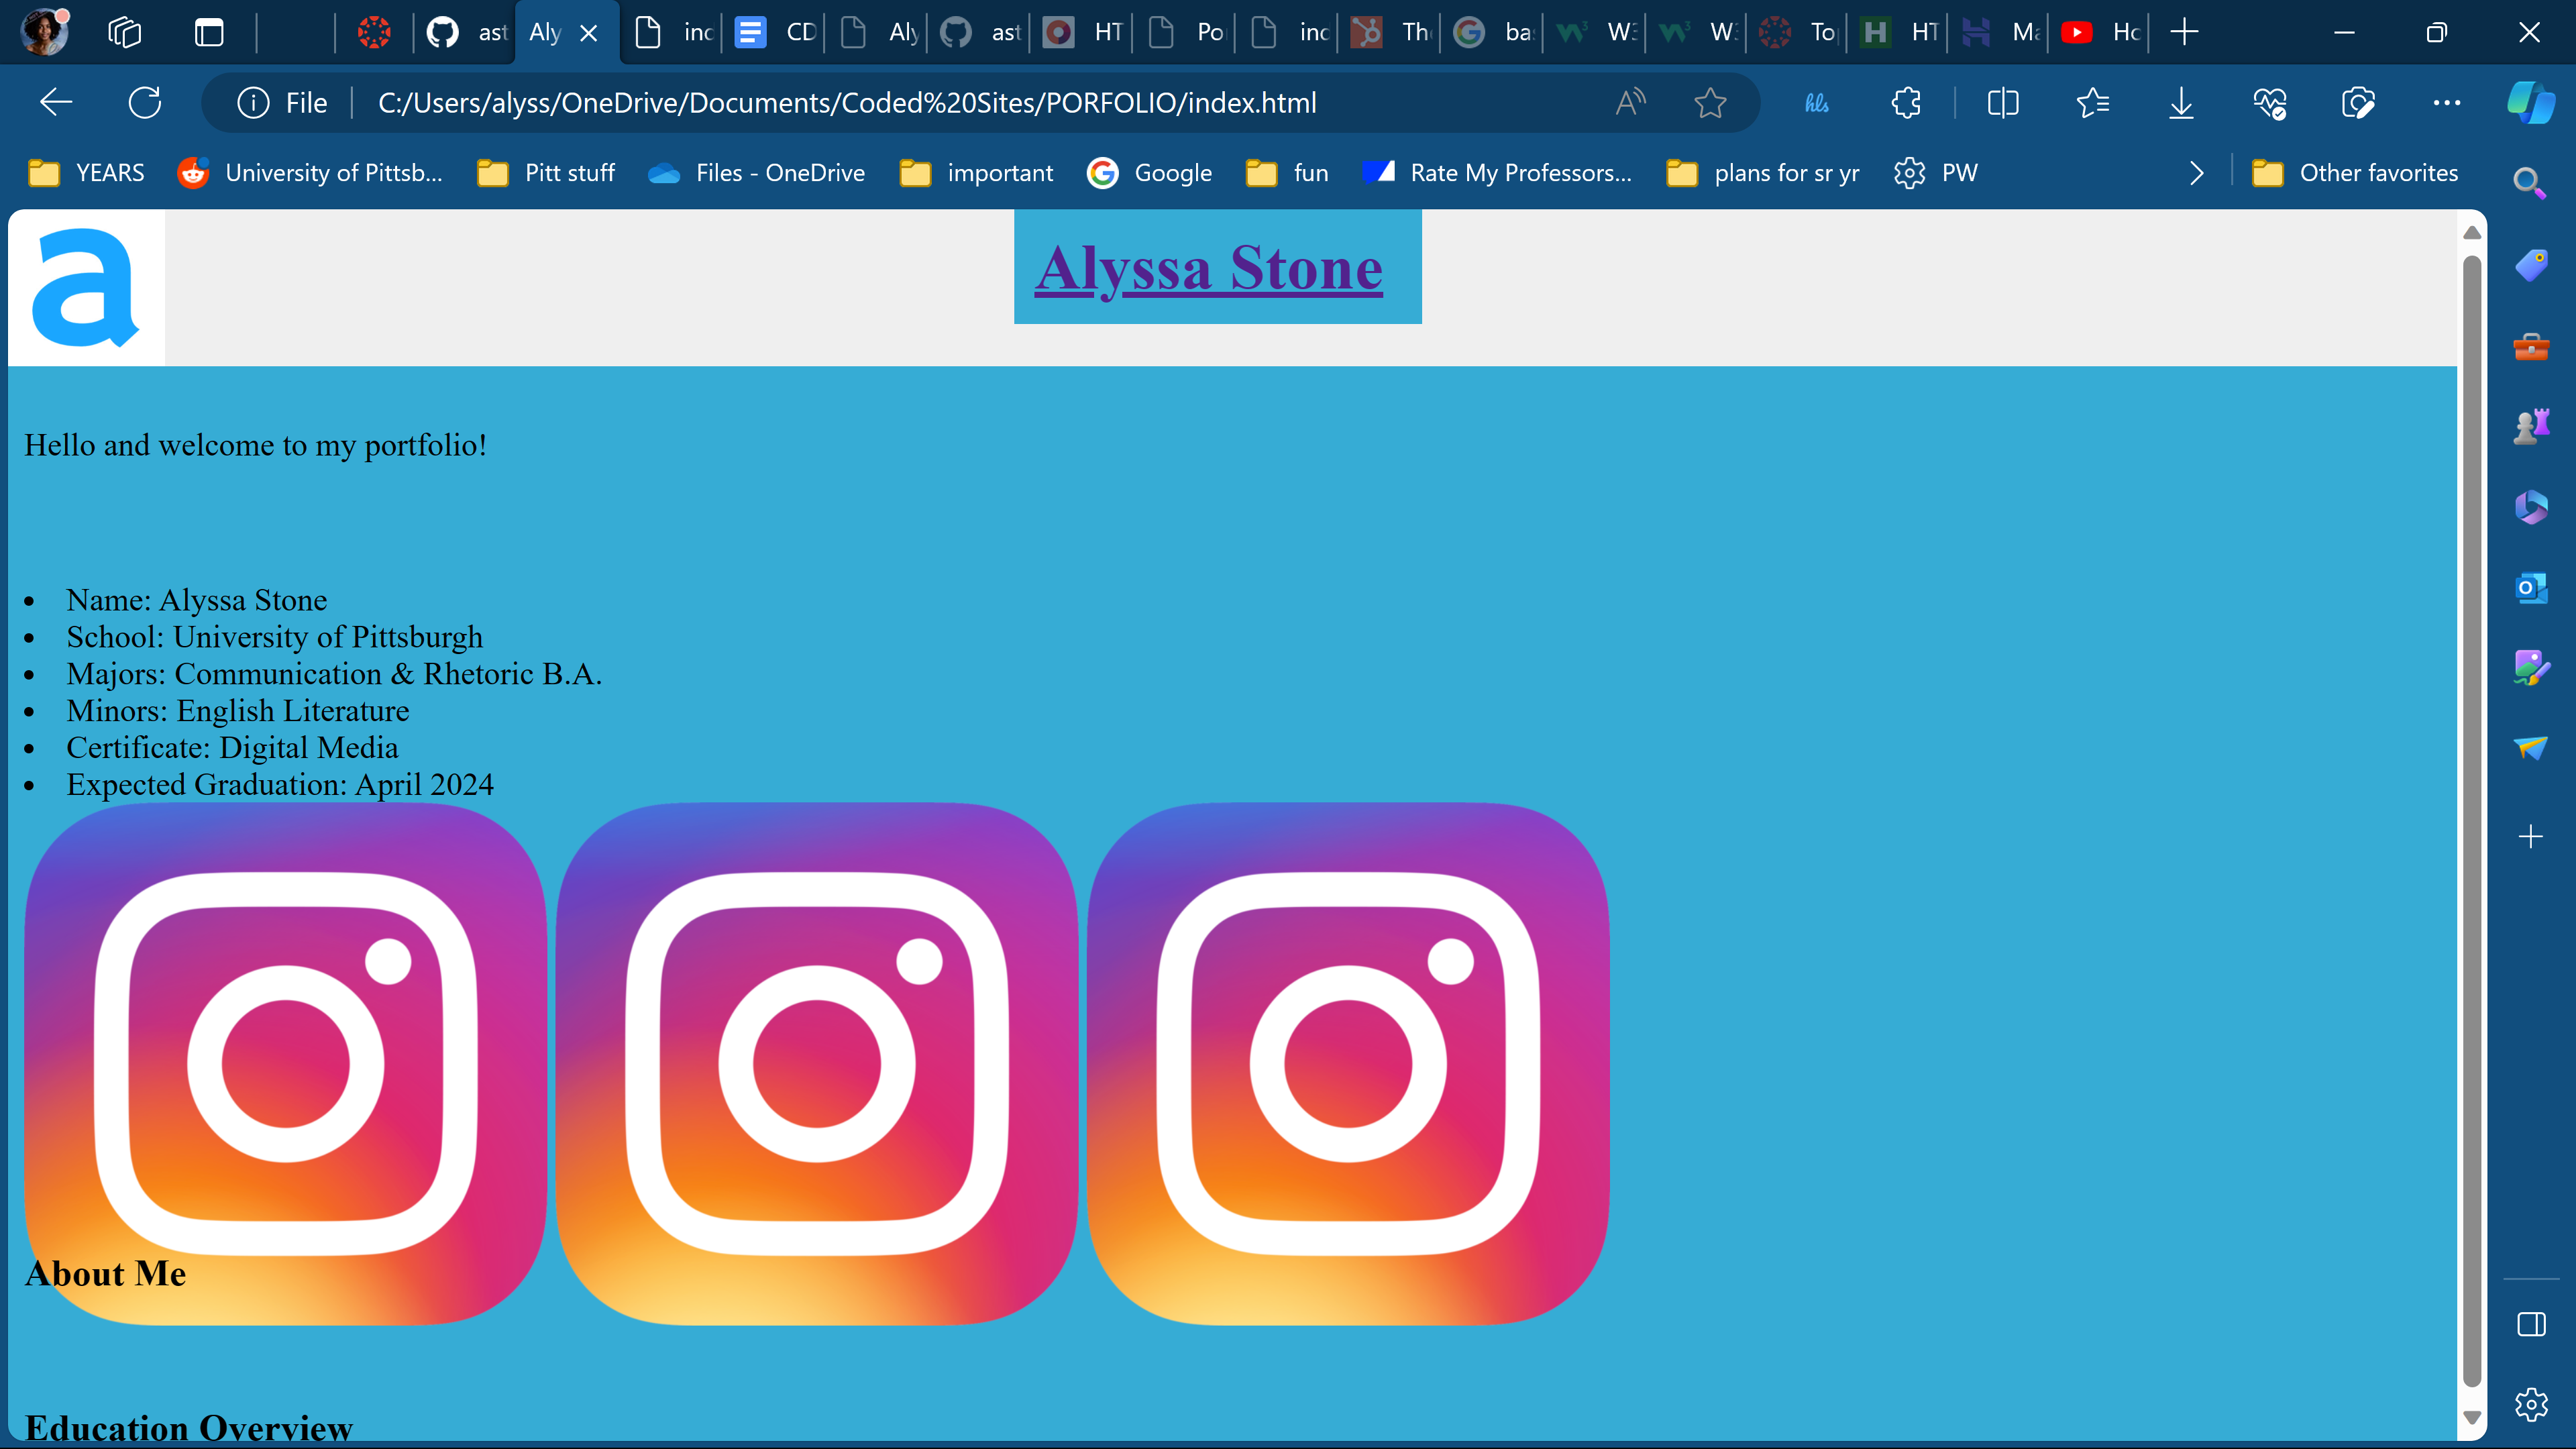 ast
Aly
inc
CD
Aly
ast
HT
Po
inc
Th
ba
W3
W3
To
HT
Ma
Ho
File
C:/Users/alyss/OneDrive/Documents/Coded%20Sites/PORFOLIO/index.html
hls
YEARS
University of Pittsb...
Pitt stuff
Files - OneDrive
important
Google
fun
Rate My Professors...
plans for sr yr
PW
Other favorites
a
Alyssa Stone
Hello and welcome to my portfolio!
• Name: Alyssa Stone
• School: University of Pittsburgh
• Majors: Communication & Rhetoric B.A.
• Minors: English Literature
• Certificate: Digital Media
• Expected Graduation: April 2024
About Me
Education Overview